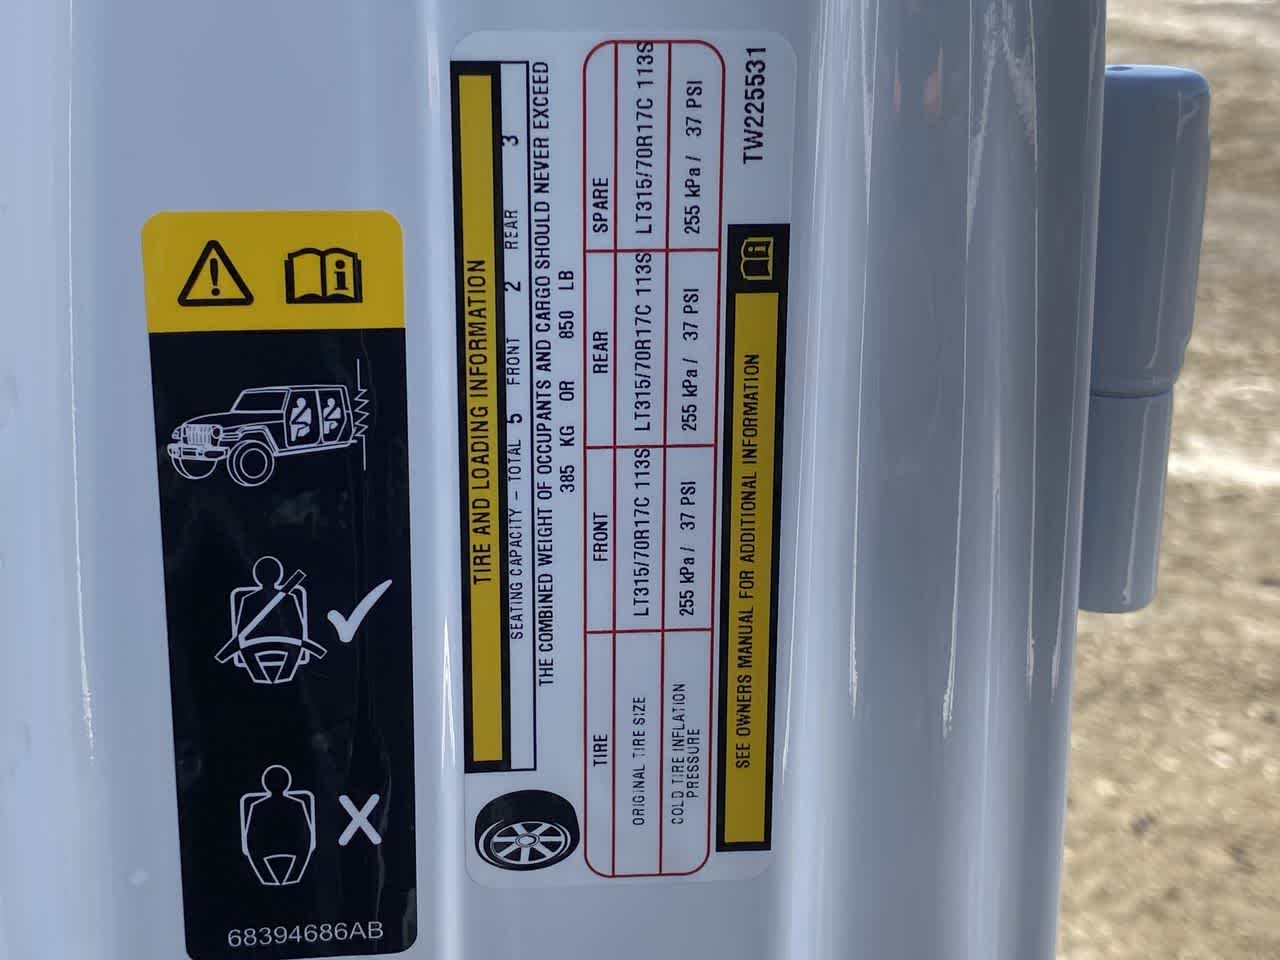 TIRE AND LOADING INFORMATION
SEATING CAPACITY - TOTAL 5 FRONT 2 REAR 3
THE COMBINED WEIGHT OF OCCUPANTS AND CARGO SHOULD NEVER EXCEED
385 KG OR 850 LB
TIRE FRONT REAR SPARE
ORIGINAL TIRE SIZE LT315/70R17C 113S LT315/70R17C 113S LT315/70R17C 113S
COLD TIRE INFLATION
PRESSURE 255 kPa / 37 PSI 255 kPa / 37 PSI 255 kPa / 37 PSI
SEE OWNERS MANUAL FOR ADDITIONAL INFORMATION
TW225531
68394686AB